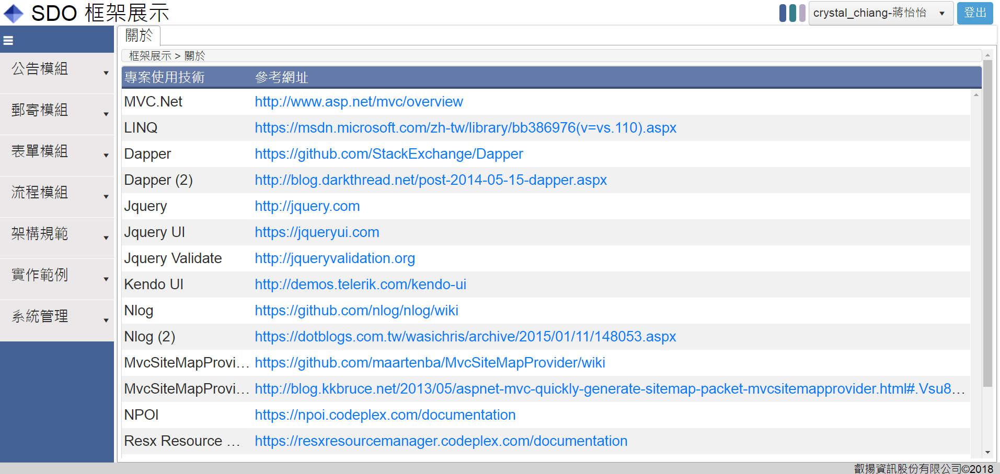 SDO 框架展示
crystal_chiang-蔣怡怡
登出
關於
框架展示 > 關於
公告模組
郵寄模組
表單模組
流程模組
架構規範
實作範例
系統管理
專案使用技術 參考網址
MVC.Net http://www.asp.net/mvc/overview
LINQ https://msdn.microsoft.com/zh-tw/library/bb386976(v=vs.110).aspx
Dapper https://github.com/StackExchange/Dapper
Dapper (2) http://blog.darkthread.net/post-2014-05-15-dapper.aspx
Jquery http://jquery.com
Jquery UI https://jqueryui.com
Jquery Validate http://jqueryvalidation.org
Kendo UI http://demos.telerik.com/kendo-ui
Nlog https://github.com/nlog/nlog/wiki
Nlog (2) https://dotblogs.com.tw/wasichris/archive/2015/01/11/148053.aspx
MvcSiteMapProvi... https://github.com/maartenba/MvcSiteMapProvider/wiki
MvcSiteMapProvi... http://blog.kkbruce.net/2013/05/aspnet-mvc-quickly-generate-sitemap-packet-mvcsitemapprovider.html#.Vsu8...
NPOI https://npoi.codeplex.com/documentation
Resx Resource ... https://resxresourcemanager.codeplex.com/documentation
叡揚資訊股份有限公司©2018